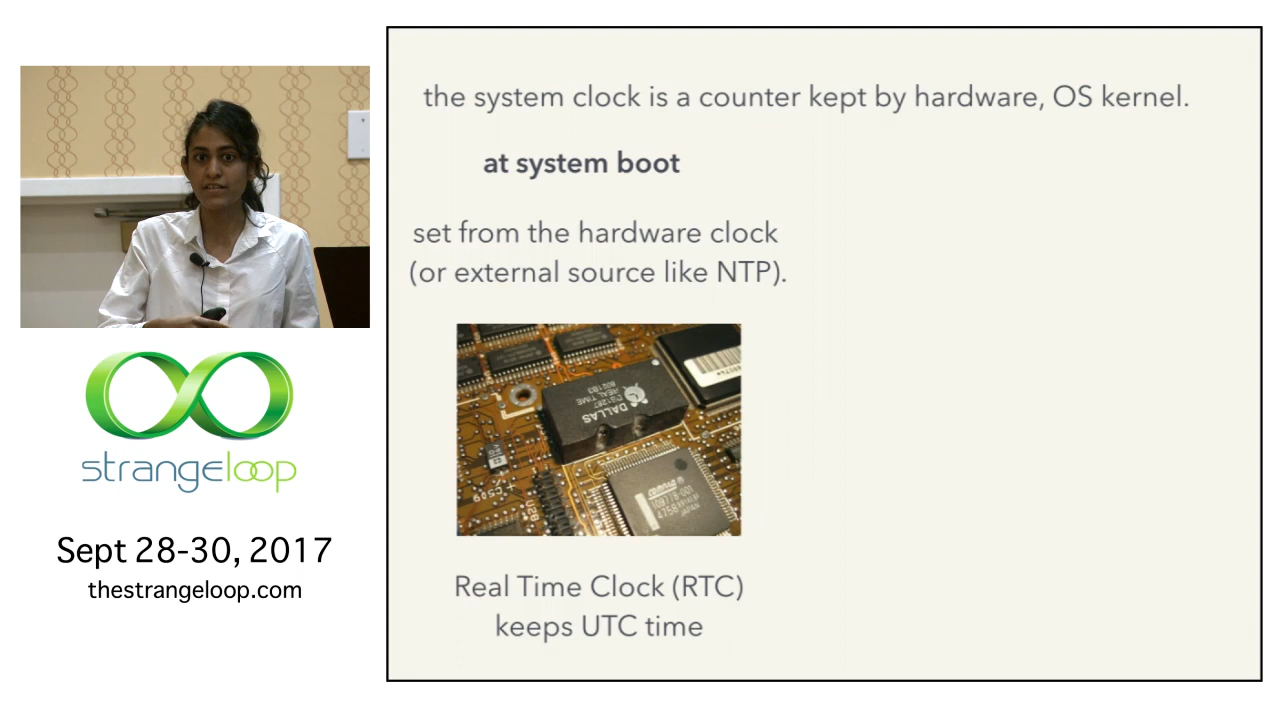 the system clock is a counter kept by hardware, OS kernel.
at system boot
set from the hardware clock
(or external source like NTP).
DALLAS
DS1287
REAL TIME
Real Time Clock (RTC)
keeps UTC time
strangeloop
Sept 28-30, 2017
thestrangeloop.com